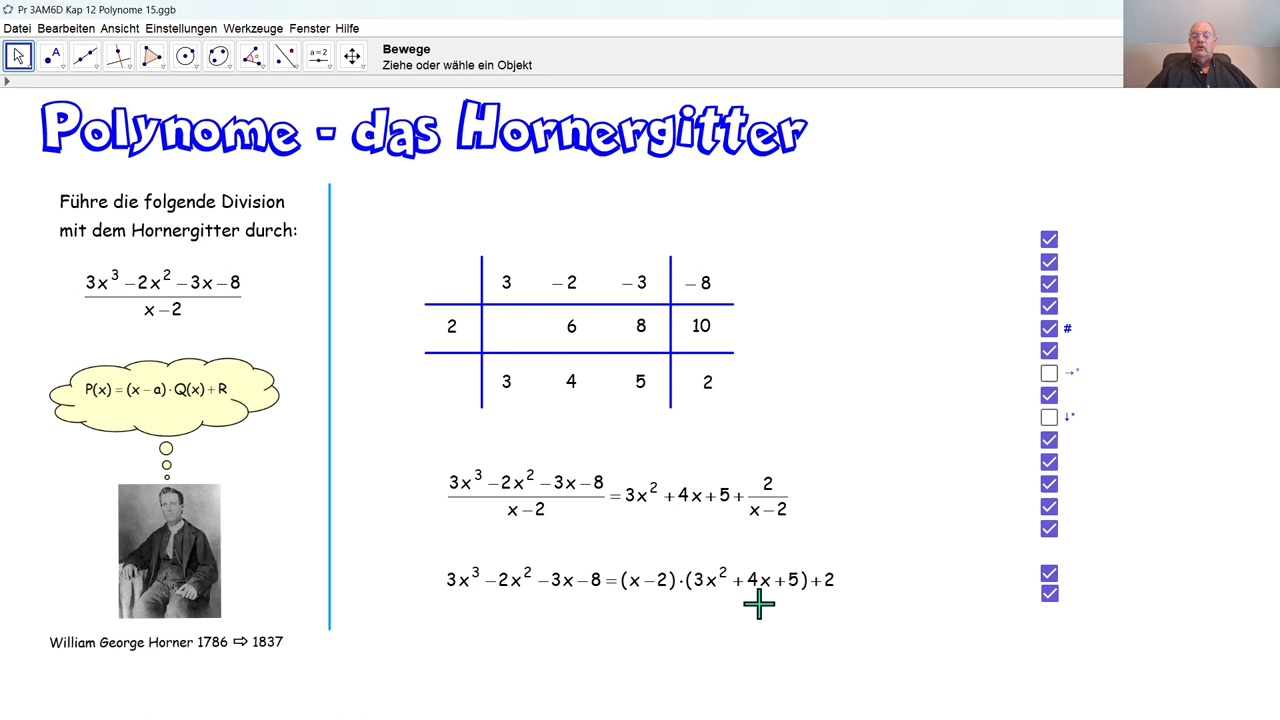 Pr 3AM6D Kap 12 Polynome 15.ggb
Datei Bearbeiten Ansicht Einstellungen Werkzeuge Fenster Hilfe
A
a=2
Bewege
Ziehe oder wähle ein Objekt
Polynome - das Hornergitter
Führe die folgende Division
mit dem Hornergitter durch:
3x³ −2x² −3x−8
x−2
P(x)=(x−a)·Q(x)+R
William George Horner 1786 ⇨ 1837
3 −2 −3 −8
2 6 8 10
3 4 5 2
3x³ −2x² −3x−8
x−2
=3x² +4x+5+
2
x−2
3x³ −2x² −3x−8=(x−2)·(3x² +4x+5)+2
#
→*
↓*